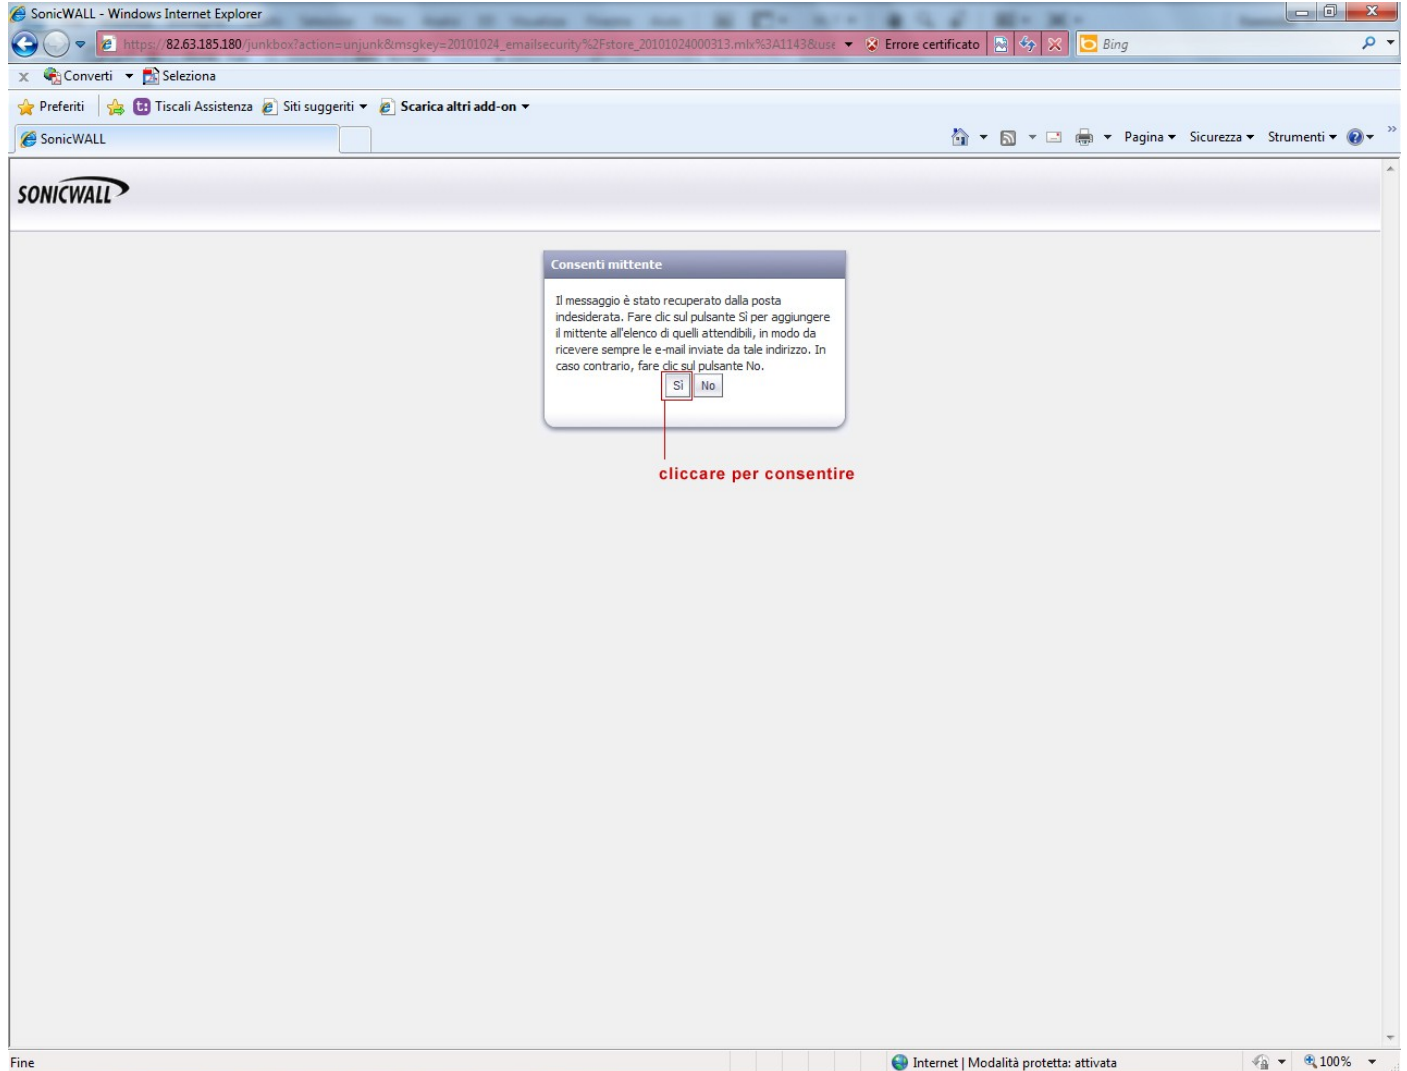 SonicWALL - Windows Internet Explorer
https://82.63.185.180/junkbox?action=unjunk&msgkey=20101024_emailsecurity%2Fstore_20101024000313.mlx%3A1143&use
Errore certificato
Bing
x Converti Seleziona
Preferiti Tiscali Assistenza Siti suggeriti Scarica altri add-on
SonicWALL
Pagina Sicurezza Strumenti
SONICWALL
Consenti mittente
Il messaggio è stato recuperato dalla posta
indesiderata. Fare clic sul pulsante Sì per aggiungere
il mittente all'elenco di quelli attendibili, in modo da
ricevere sempre le e-mail inviate da tale indirizzo. In
caso contrario, fare clic sul pulsante No.
Sì No
cliccare per consentire
Fine
Internet | Modalità protetta: attivata
100%